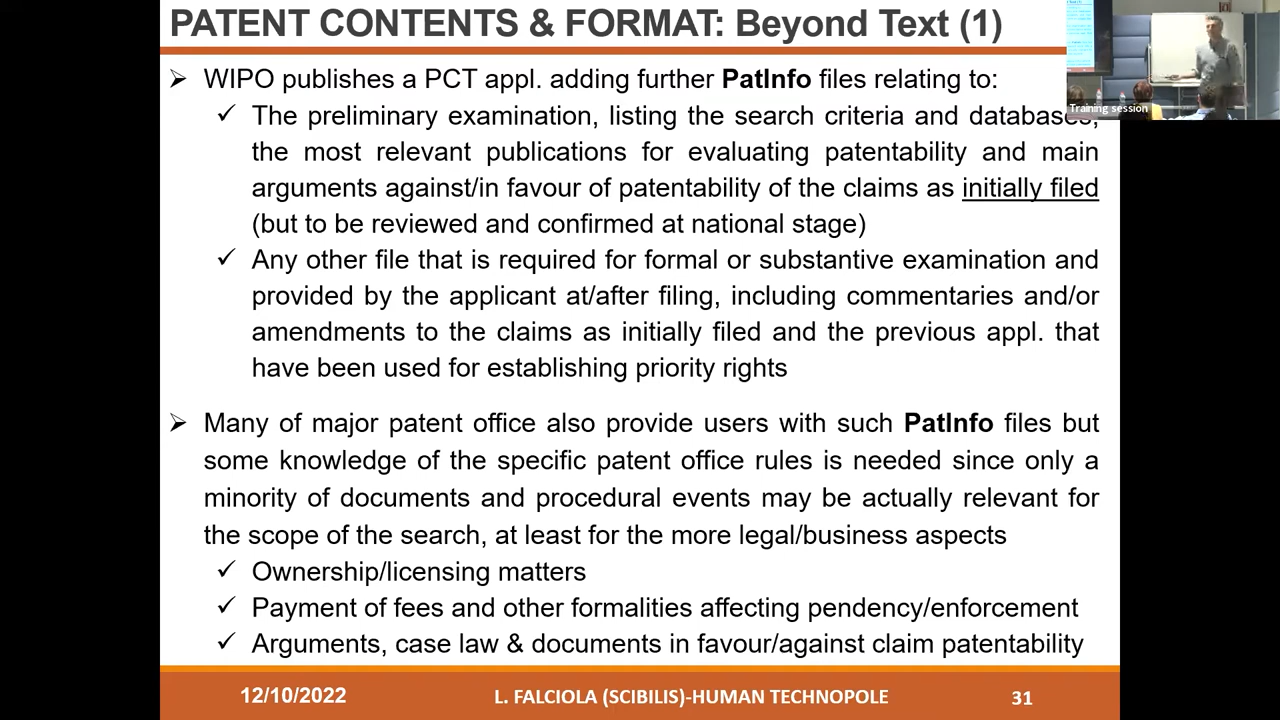 PATENT CONTENTS & FORMAT: Beyond Text (1)
Training session
➢ WIPO publishes a PCT appl. adding further PatInfo files relating to:
✓ The preliminary examination, listing the search criteria and databases,
the most relevant publications for evaluating patentability and main
arguments against/in favour of patentability of the claims as initially filed
(but to be reviewed and confirmed at national stage)
✓ Any other file that is required for formal or substantive examination and
provided by the applicant at/after filing, including commentaries and/or
amendments to the claims as initially filed and the previous appl. that
have been used for establishing priority rights
➢ Many of major patent office also provide users with such PatInfo files but
some knowledge of the specific patent office rules is needed since only a
minority of documents and procedural events may be actually relevant for
the scope of the search, at least for the more legal/business aspects
✓ Ownership/licensing matters
✓ Payment of fees and other formalities affecting pendency/enforcement
✓ Arguments, case law & documents in favour/against claim patentability
12/10/2022 L. FALCIOLA (SCIBILIS)-HUMAN TECHNOPOLE 31